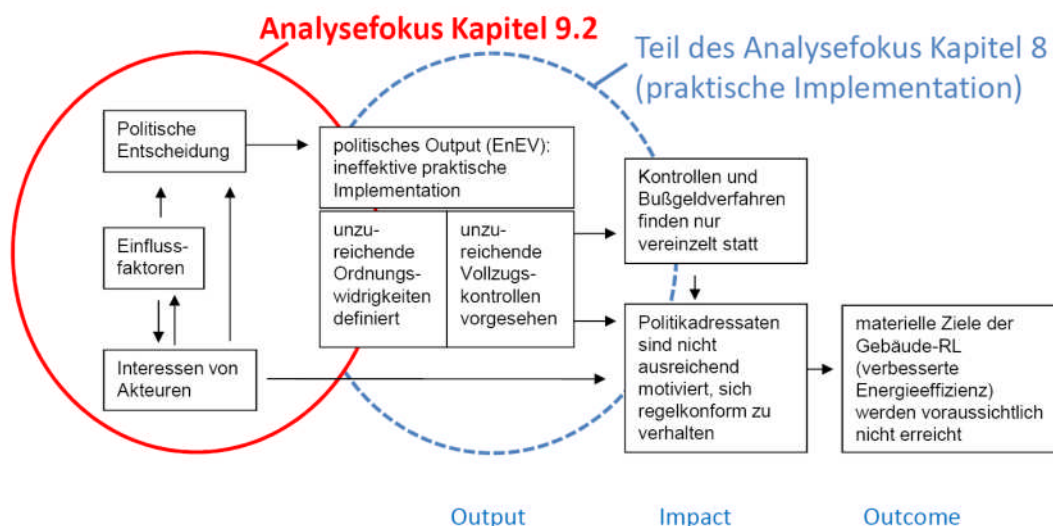 Analysefokus Kapitel 9.2
Teil des Analysefokus Kapitel 8
(praktische Implementation)
Politische
Entscheidung
Einfluss-
faktoren
Interessen von
Akteuren
politisches Output (EnEV):
ineffektive praktische
Implementation
unzu-
reichende
Ordnungs-
widrigkeiten
definiert
unzu-
reichende
Vollzugs-
kontrollen
vorgesehen
Kontrollen und
Bußgeldverfahren
finden nur
vereinzelt statt
Politikadressaten
sind nicht
ausreichend
motiviert, sich
regelkonform zu
verhalten
materielle Ziele der
Gebäude-RL
(verbesserte
Energieeffizienz)
werden voraussichtlich
nicht erreicht
Output
Impact
Outcome